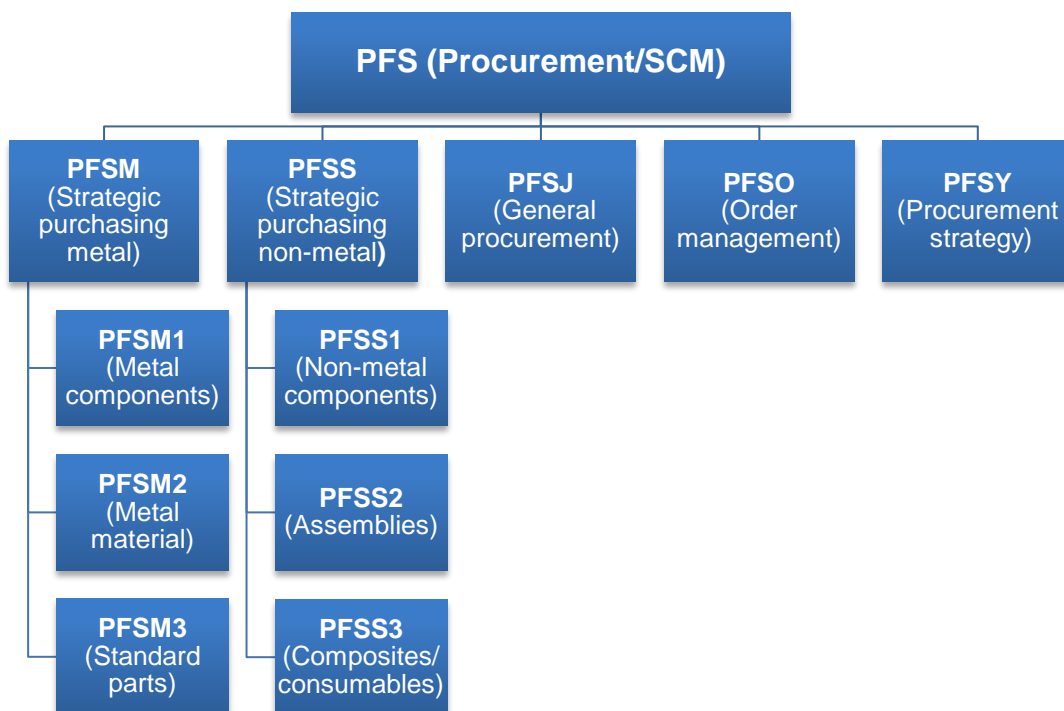 PFS (Procurement/SCM)
PFSM
(Strategic
purchasing
metal)
PFSS
(Strategic
purchasing
non-metal)
PFSJ
(General
procurement)
PFSO
(Order
management)
PFSY
(Procurement
strategy)
PFSM1
(Metal
components)
PFSS1
(Non-metal
components)
PFSM2
(Metal
material)
PFSS2
(Assemblies)
PFSM3
(Standard
parts)
PFSS3
(Composites/
consumables)